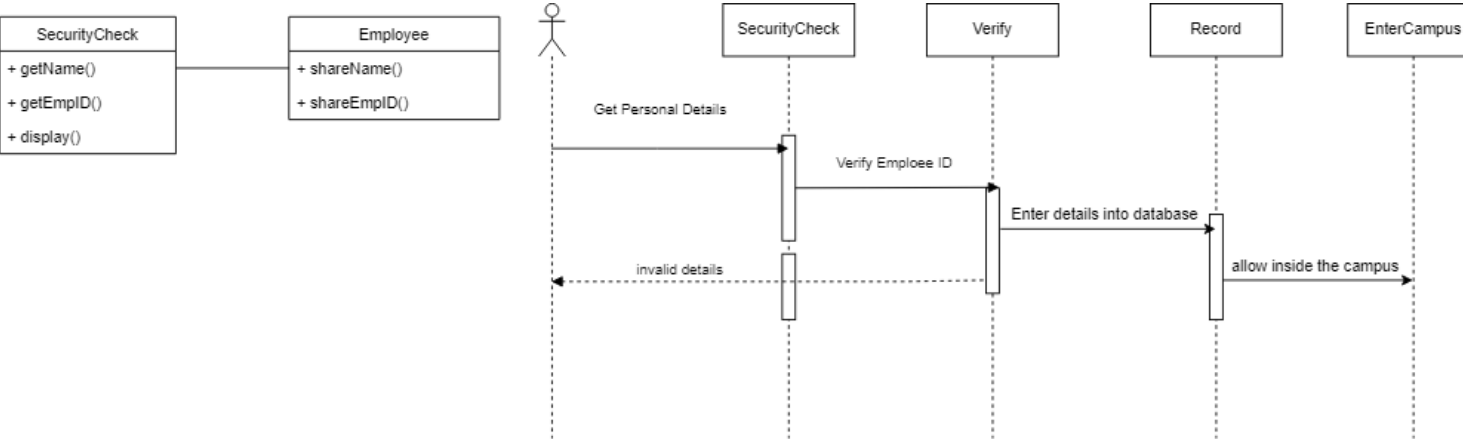 SecurityCheck
+ getName()
+ getEmpID()
+ display()
Employee
+ shareName()
+ shareEmpID()
SecurityCheck
Verify
Record
EnterCampus
Get Personal Details
Verify Emploee ID
Enter details into database
invalid details
allow inside the campus